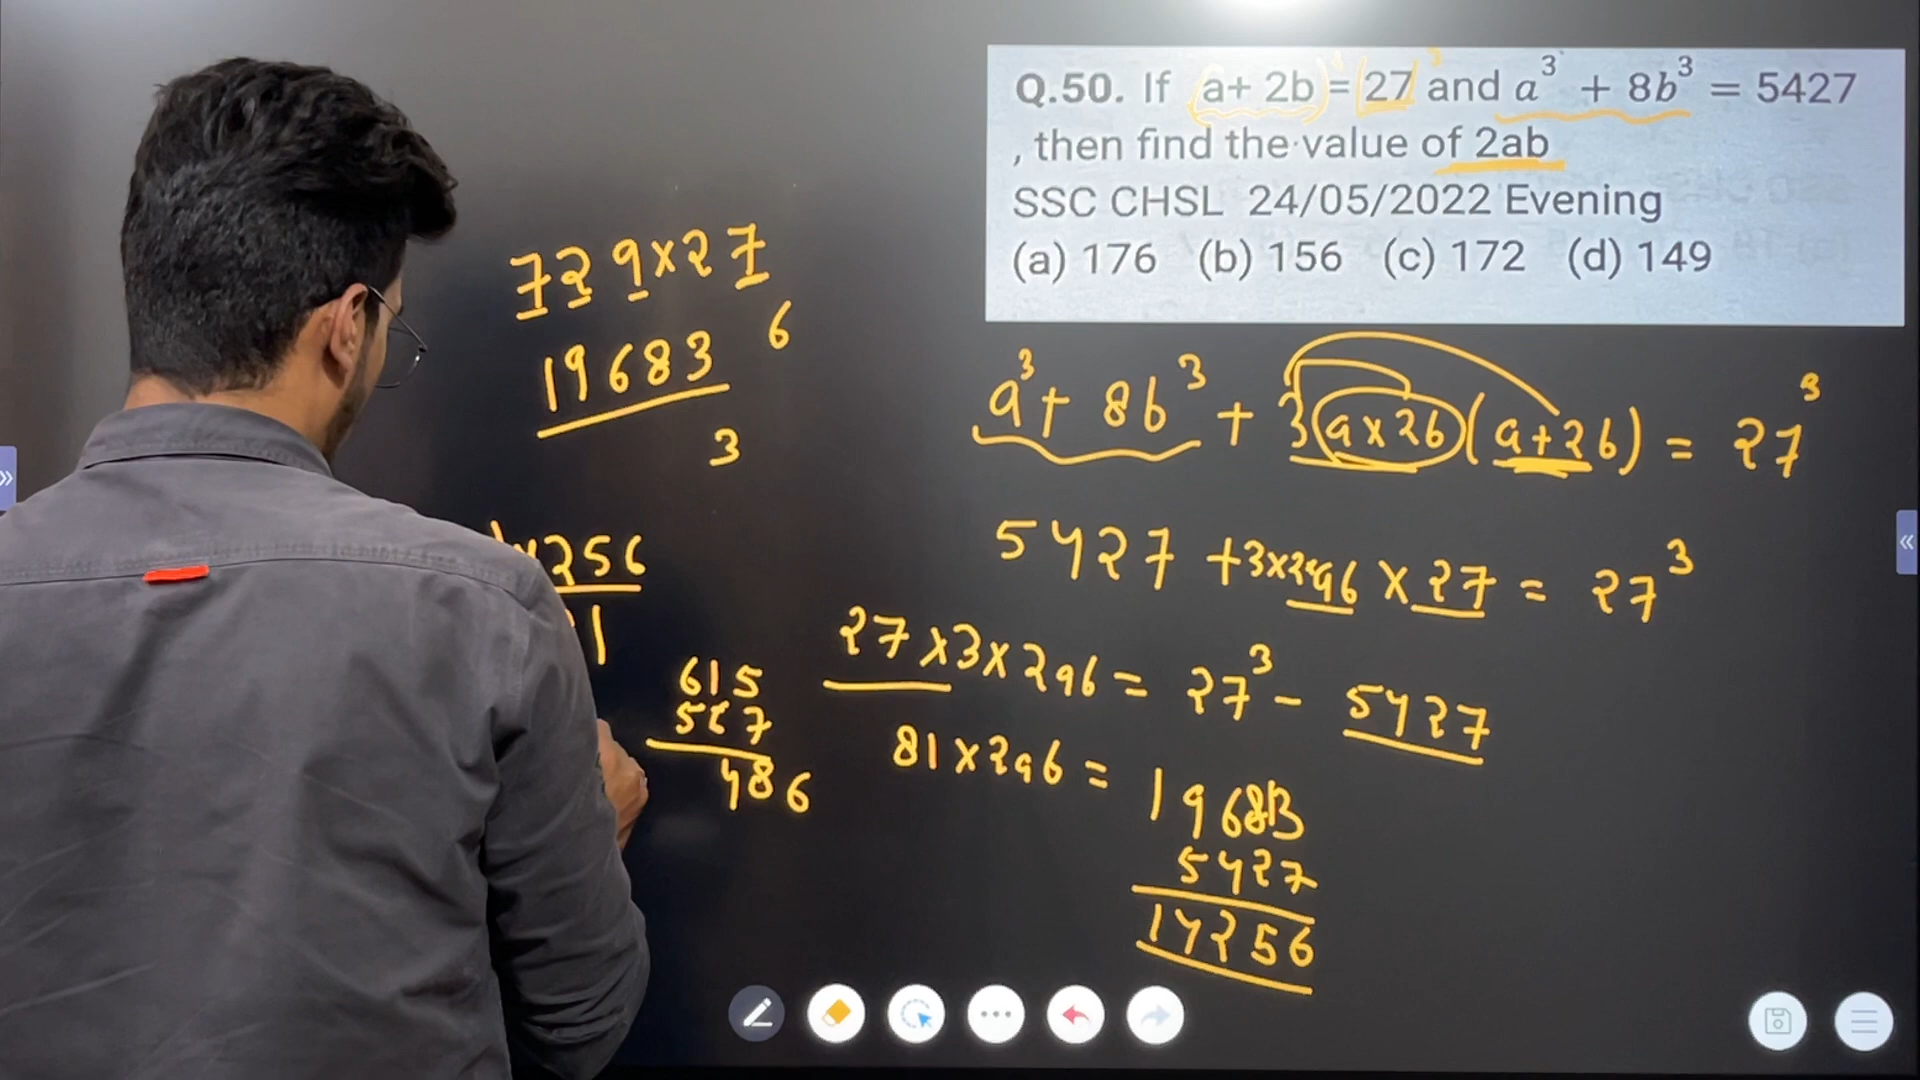 Q.50. If a+ 2b = 27 and a³ + 8b³ = 5427
, then find the value of 2ab
SSC CHSL 24/05/2022 Evening
(a) 176 (b) 156 (c) 172 (d) 149
729×27
6
19683
3
a³+ 8b³ + 3(a×2b)(a+2b) = 27³
5427 +3×2ab × 27 = 27³
27×3×2ab = 27³ - 5427
81×2ab = 19683
5427
14256
14256
1
615
567
486